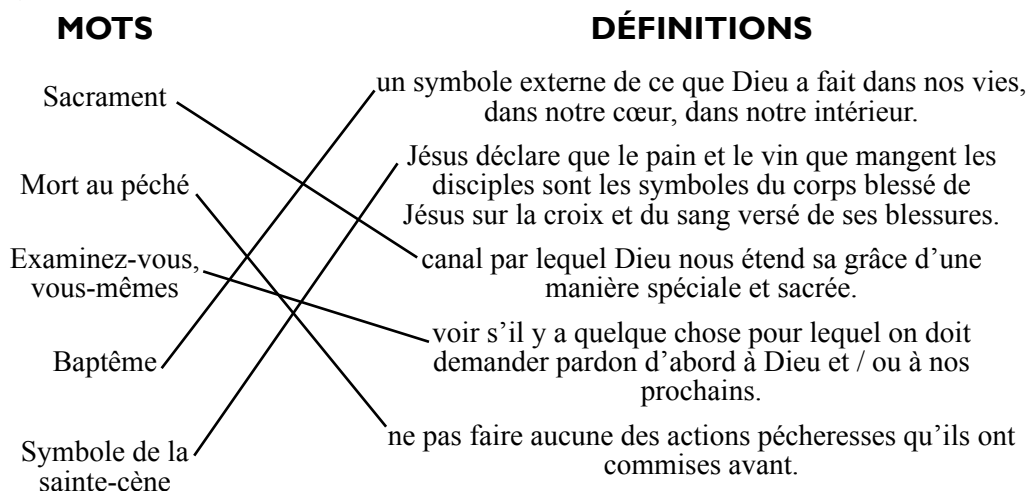 MOTS
DÉFINITIONS
Sacrament
un symbole externe de ce que Dieu a fait dans nos vies,
dans notre cœur, dans notre intérieur.
Mort au péché
Jésus déclare que le pain et le vin que mangent les
disciples sont les symboles du corps blessé de
Jésus sur la croix et du sang versé de ses blessures.
Examinez-vous,
vous-mêmes
canal par lequel Dieu nous étend sa grâce d’une
manière spéciale et sacrée.
Baptême
voir s’il y a quelque chose pour lequel on doit
demander pardon d’abord à Dieu et / ou à nos
prochains.
Symbole de la
sainte-cène
ne pas faire aucune des actions pécheresses qu’ils ont
commises avant.